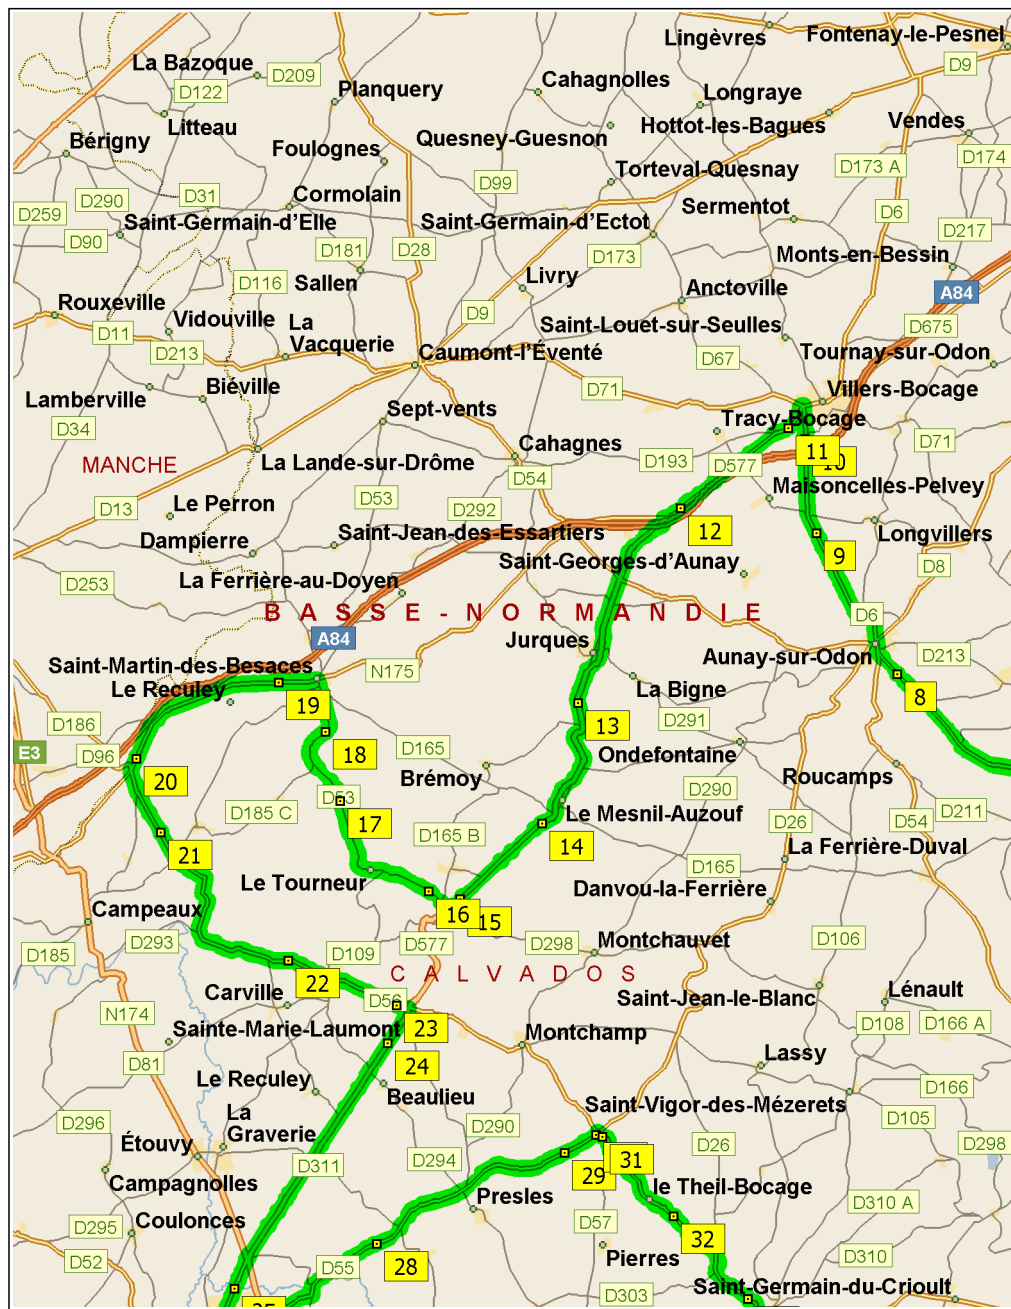 Lingèvres
Fontenay-le-Pesnel
La Bazoque
D209
D9
D122
Planquery
Cahagnolles
Longraye
Litteau
Hottot-les-Bagues
Vendes
Bérigny
Foulognes
Quesney-Guesnon
D173 A
D174
Torteval-Quesnay
D290
D31
Cormolain
D99
D259
Saint-Germain-d'Elle
Saint-Germain-d'Ectot
Sermentot
D6
D217
D90
D181
D28
D173
Monts-en-Bessin
D116
Sallen
Livry
Anctoville
A84
Rouxeville
Vidouville
D9
D11
La
Vacquerie
Saint-Louet-sur-Seulles
D675
D213
Caumont-l'Éventé
D67
Tournay-sur-Odon
Lamberville
Biéville
D71
Villers-Bocage
Sept-vents
Tracy-Bocage
D34
Cahagnes
D71
MANCHE
La Lande-sur-Drôme
D193
D577
11
10
D54
Maisoncelles-Pelvey
Le Perron
D53
D13
D292
12
Dampierre
Saint-Jean-des-Essartiers
Longvillers
9
Saint-Georges-d'Aunay
D8
D253
La Ferrière-au-Doyen
BASSE-NORMANDIE
D6
A84
Jurques
Aunay-sur-Odon
D213
Saint-Martin-des-Besaces
N175
Le Reculey
La Bigne
8
19
D186
13
D291
E3
D96
18
D165
Ondefontaine
20
Brémoy
Roucamps
D290
D53
D185 C
Le Mesnil-Auzouf
D211
17
D26
D54
D165 B
14
21
La Ferrière-Duval
D165
Le Tourneur
Danvou-la-Ferrière
Campeaux
16
15
D293
D577
D298
Montchauvet
D106
D185
D109
CALVADOS
22
Carville
D56
Saint-Jean-le-Blanc
Lénault
N174
Sainte-Marie-Laumont
23
Montchamp
D108
D166 A
D81
24
Lassy
Le Reculey
Beaulieu
D166
D296
La
Graverie
D290
Saint-Vigor-des-Mézerets
D105
Étouvy
D26
D298
D311
D294
29
31
Campagnolles
Presles
le Theil-Bocage
D310 A
D295
Coulonces
D57
32
D52
D55
28
Pierres
D310
D303
Saint-Germain-du-Crioult
25